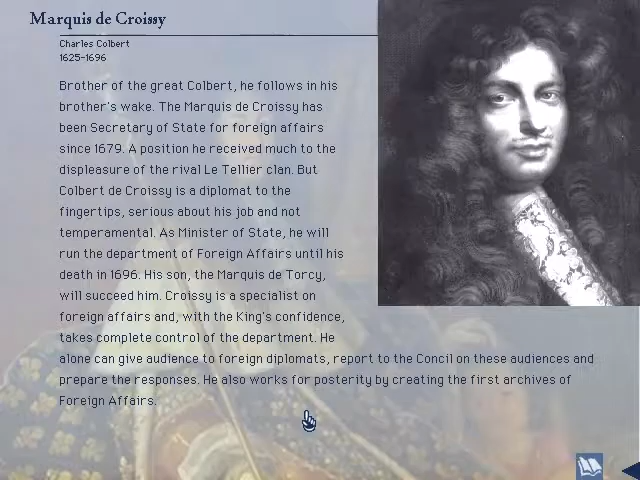 Marquis de Croissy
Charles Colbert
1625-1696
Brother of the great Colbert, he follows in his
brother's wake. The Marquis de Croissy has
been Secretary of State for foreign affairs
since 1679. A position he received much to the
displeasure of the rival Le Tellier clan. But
Colbert de Croissy is a diplomat to the
fingertips, serious about his job and not
temperamental. As Minister of State, he will
run the department of Foreign Affairs until his
death in 1696. His son, the Marquis de Torcy,
will succeed him. Croissy is a specialist on
foreign affairs and, with the King's confidence,
takes complete control of the department. He
alone can give audience to foreign diplomats, report to the Concil on these audiences and
prepare the responses. He also works for posterity by creating the first archives of
Foreign Affairs.